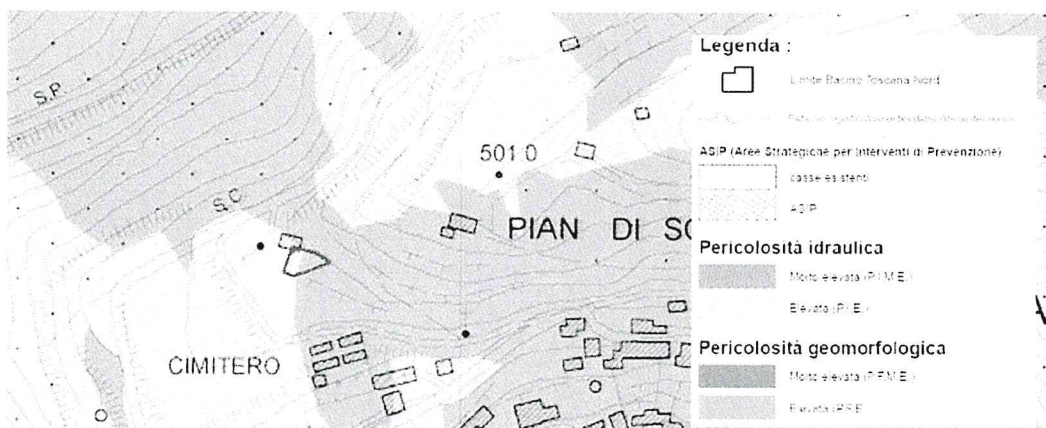 S.P.
S.C.
501.0
PIAN DI SC
CIMITERO
Legenda :
Limite Bacino Toscana Nord
ASIP (Aree Strategiche per Interventi di Prevenzione)
casse esistenti
ASIP
Pericolosità idraulica
Molto elevata (P.I.M.E.)
Elevata (P.I.E.)
Pericolosità geomorfologica
Molto elevata (P.F.M.E.)
Elevata (P.F.E.